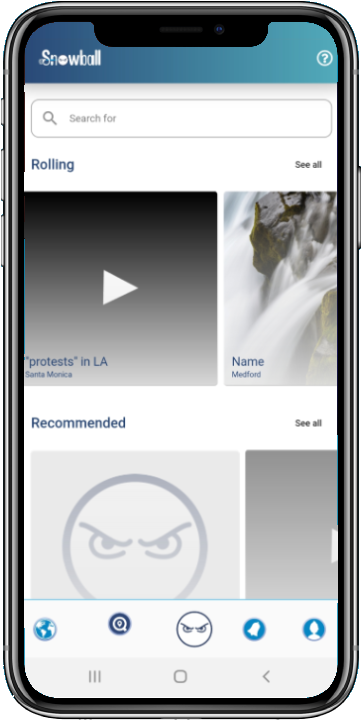 Snowball
Search for
Rolling
See all
"protests" in LA
Santa Monica
Name
Medford
Recommended
See all